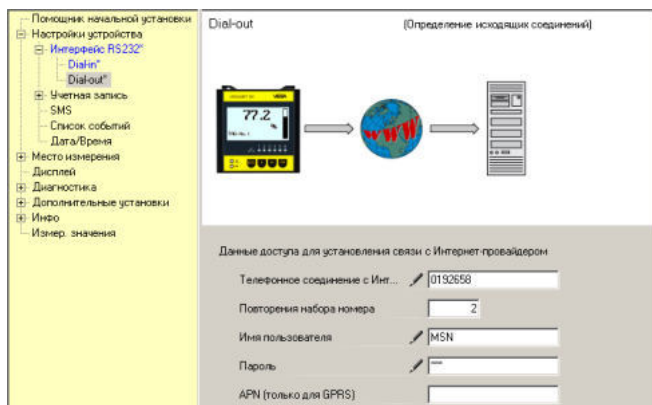 Помощник начальной установки
Настройки устройства
Интерфейс RS232"
Dial-in"
Dial-out"
Учетная запись
SMS
Список событий
Дата/Время
Место измерения
Дисплей
Диагностика
Дополнительные установки
Инфо
Измер. значения
Dial-out
(Определение исходящих соединений)
VEGA
77.2
%
www
Данные доступа для установления связи с Интернет-провайдером
Телефонное соединение с Инт... 0192658
Повторения набора номера 2
Имя пользователя MSN
Пароль
APN (только для GPRS)